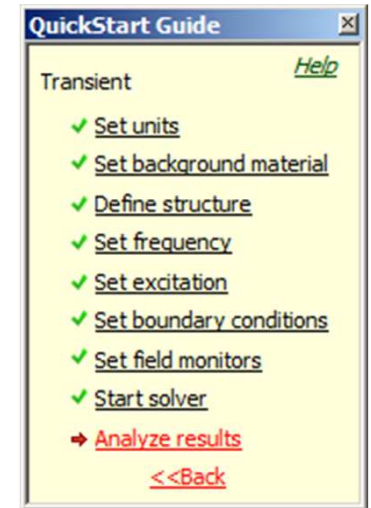 QuickStart Guide
Help
Transient
Set units
Set background material
Define structure
Set frequency
Set excitation
Set boundary conditions
Set field monitors
Start solver
Analyze results
<<Back